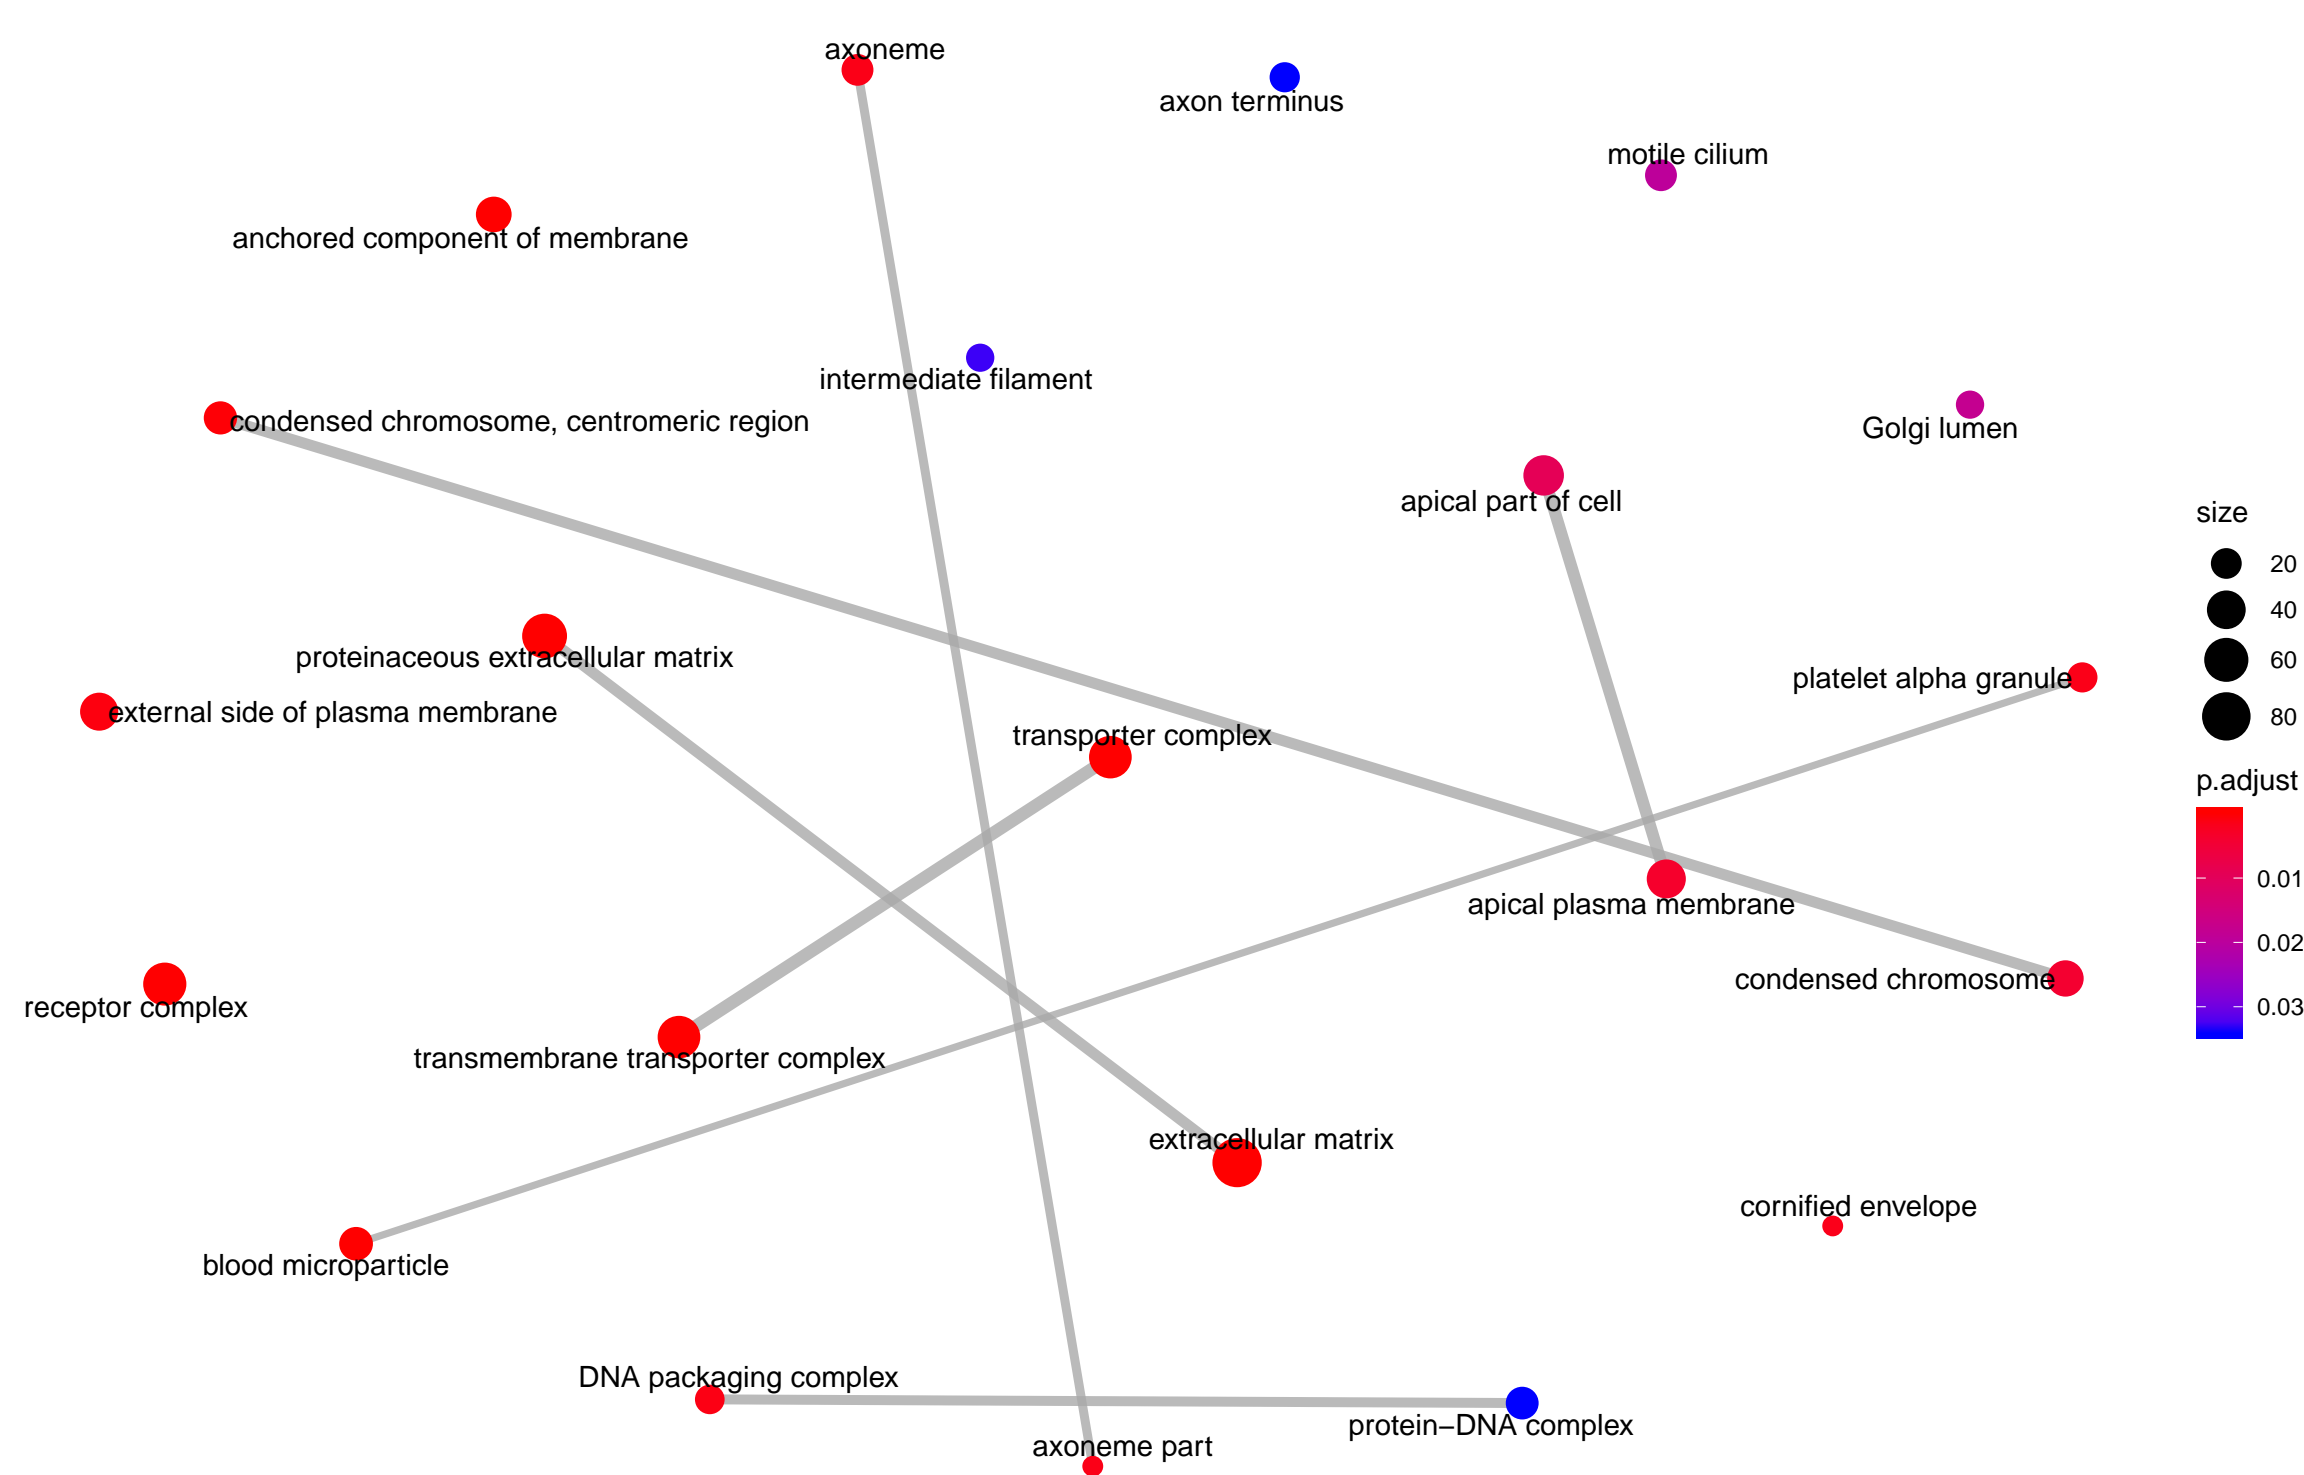 axoneme
axon terminus
motile cilium
anchored component of membrane
intermediate filament
condensed chromosome, centromeric region
Golgi lumen
apical part of cell
size
20
40
60
80
proteinaceous extracellular matrix
platelet alpha granule
external side of plasma membrane
transporter complex
p.adjust
0.01
0.02
0.03
apical plasma membrane
condensed chromosome
receptor complex
transmembrane transporter complex
extracellular matrix
cornified envelope
blood microparticle
DNA packaging complex
protein−DNA complex
axoneme part